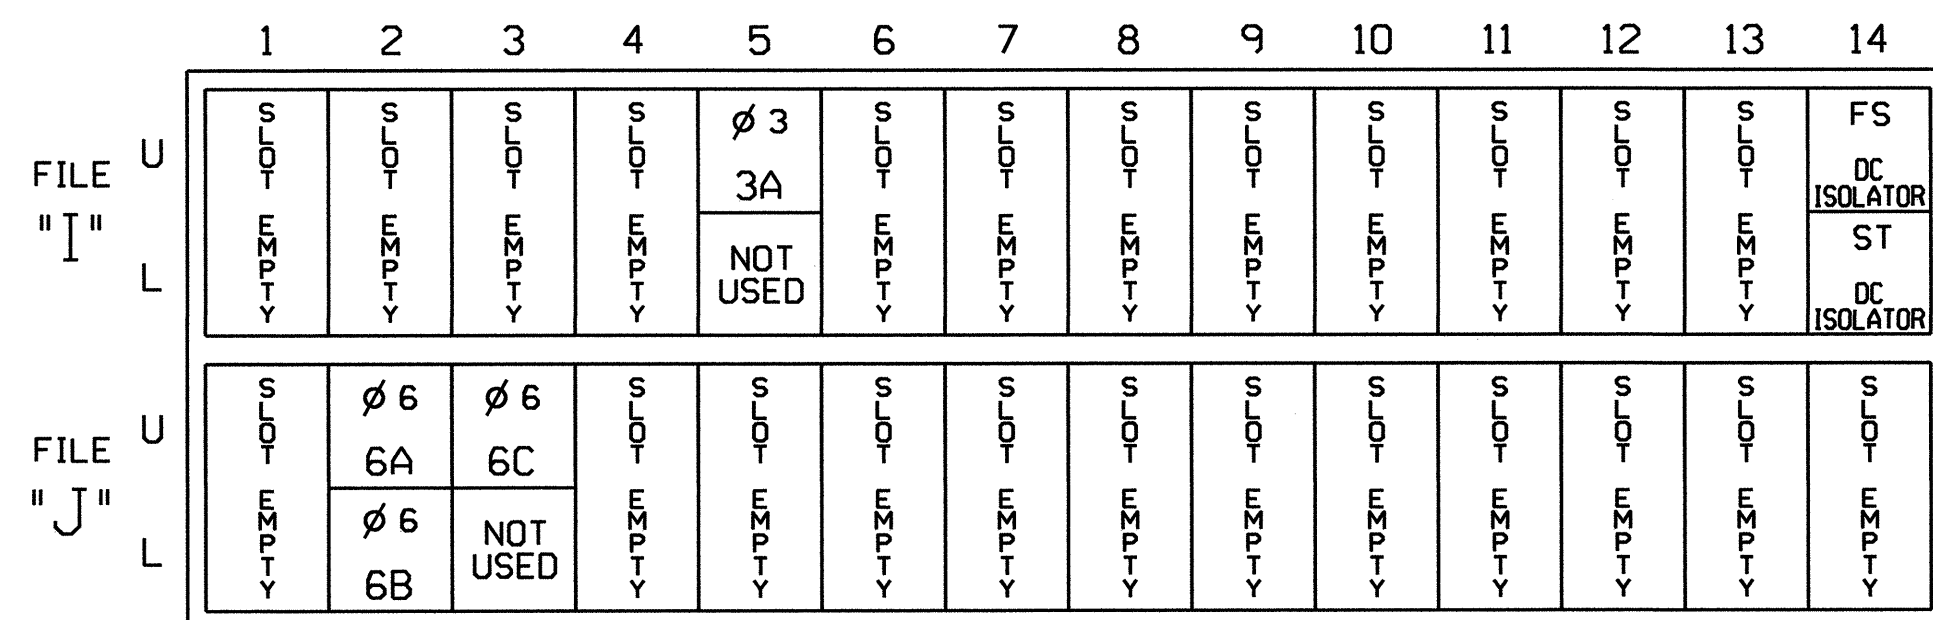 1 2 3 4 5 6 7 8 9 10 11 12 13 14
FILE "I"
U
L
SLOT EMPTY
SLOT EMPTY
SLOT EMPTY
SLOT EMPTY
Ø 3
3A
NOT
USED
SLOT EMPTY
SLOT EMPTY
SLOT EMPTY
SLOT EMPTY
SLOT EMPTY
SLOT EMPTY
SLOT EMPTY
SLOT EMPTY
FS
DC
ISOLATOR
ST
DC
ISOLATOR
FILE "J"
U
L
SLOT EMPTY
Ø 6
6A
Ø 6
6B
Ø 6
6C
NOT
USED
SLOT EMPTY
SLOT EMPTY
SLOT EMPTY
SLOT EMPTY
SLOT EMPTY
SLOT EMPTY
SLOT EMPTY
SLOT EMPTY
SLOT EMPTY
SLOT EMPTY
SLOT EMPTY